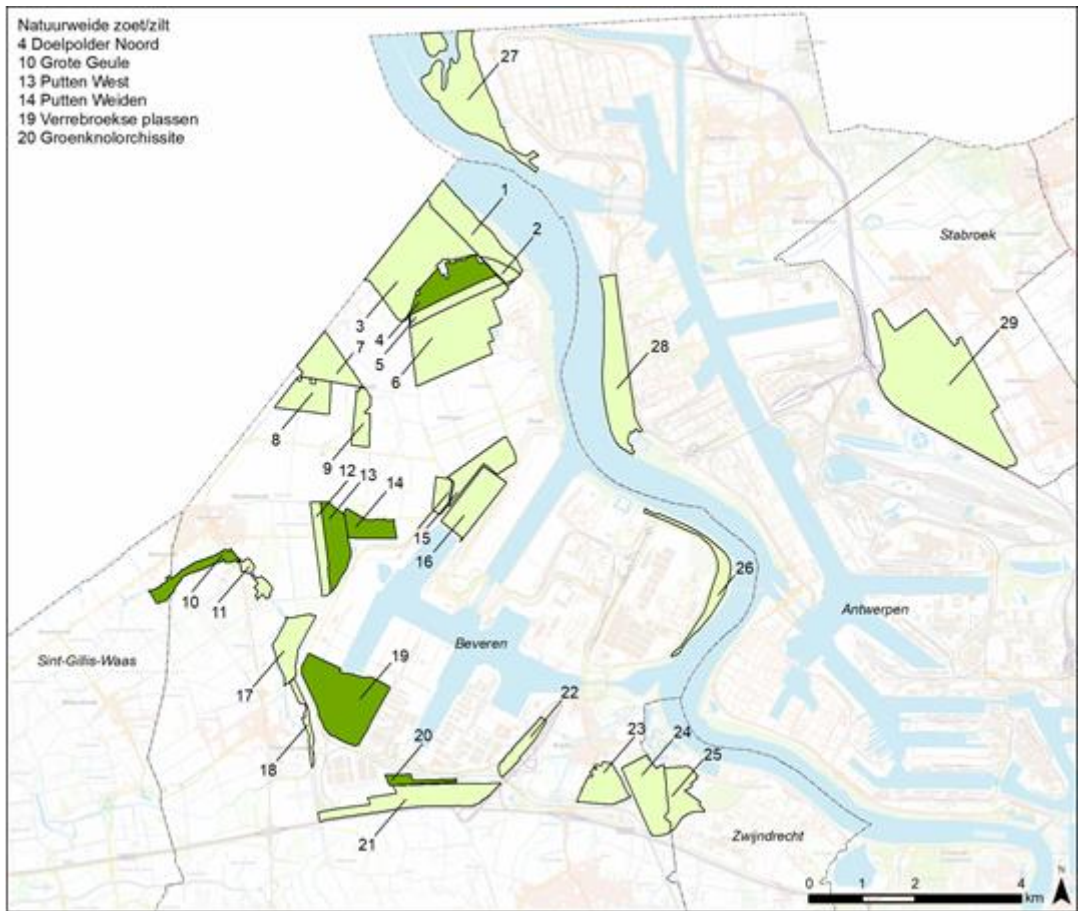 Natuurweide zoet/zilt
4 Doelpolder Noord
10 Grote Geule
13 Putten West
14 Putten Weiden
19 Verrebroekse plassen
20 Groenknolorchissite
27
1
2
Stabroek
3
4
5
6
7
28
29
8
9
12
13
14
15
16
10
11
26
Antwerpen
Beveren
Sint-Gillis-Waas
17
19
18
22
20
23
24
25
21
Zwijndrecht
N
0 1 2 4
km